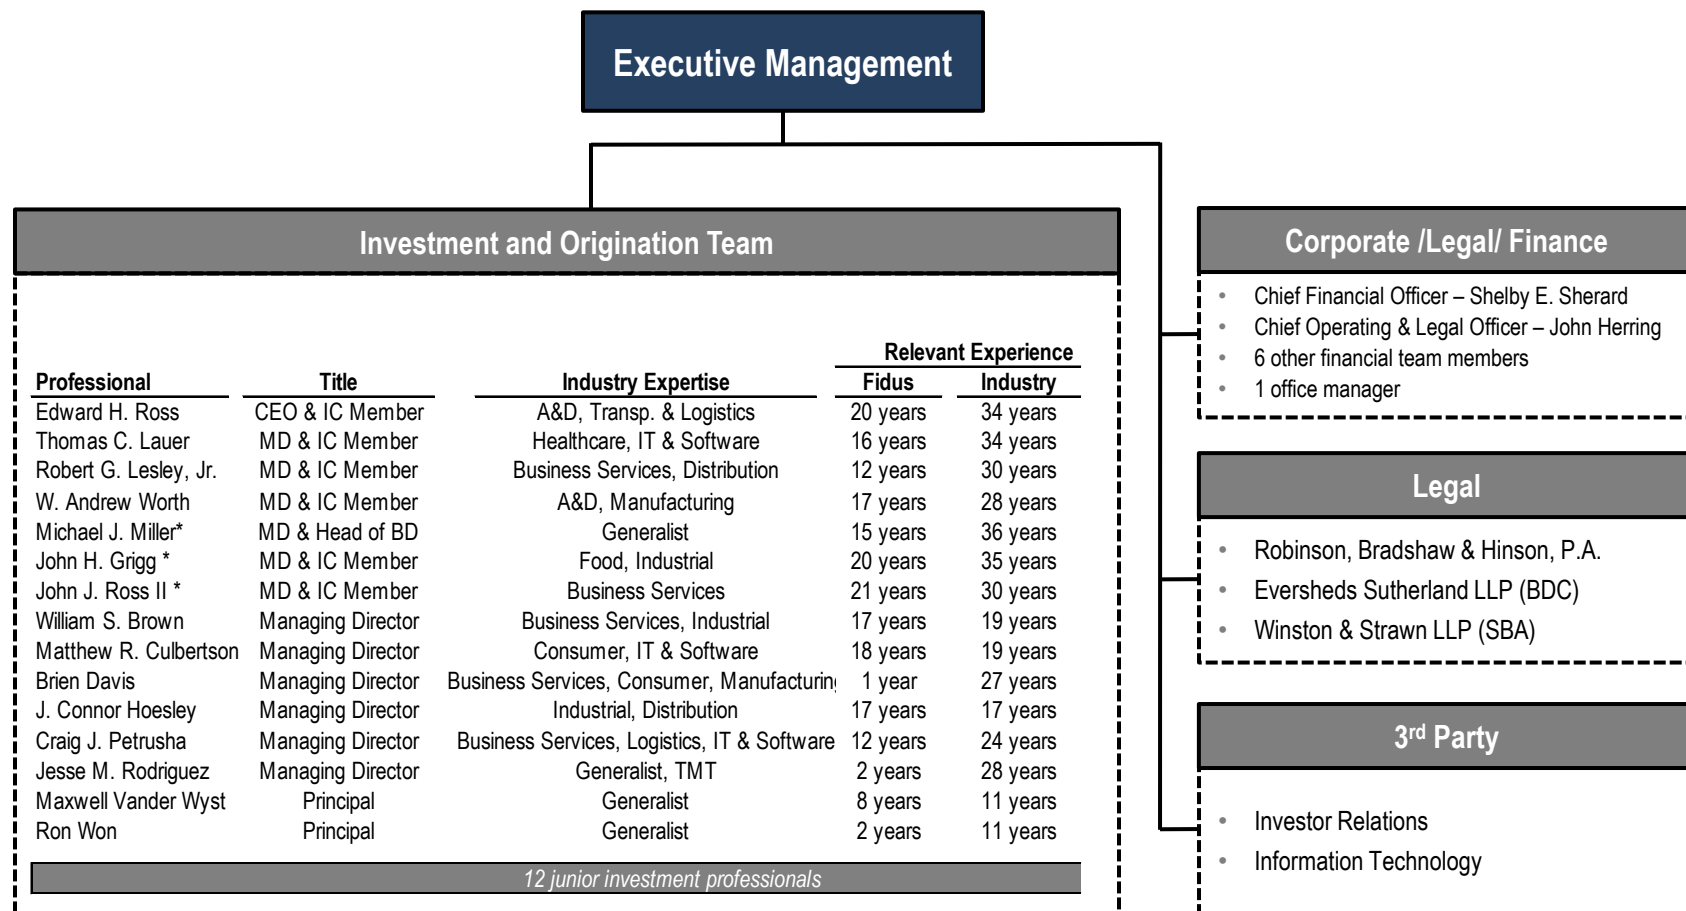 Executive Management
Investment and Origination Team
Relevant Experience
Professional Title Industry Expertise Fidus Industry
Edward H. Ross CEO & IC Member A&D, Transp. & Logistics 20 years 34 years
Thomas C. Lauer MD & IC Member Healthcare, IT & Software 16 years 34 years
Robert G. Lesley, Jr. MD & IC Member Business Services, Distribution 12 years 30 years
W. Andrew Worth MD & IC Member A&D, Manufacturing 17 years 28 years
Michael J. Miller* MD & Head of BD Generalist 15 years 36 years
John H. Grigg * MD & IC Member Food, Industrial 20 years 35 years
John J. Ross II * MD & IC Member Business Services 21 years 30 years
William S. Brown Managing Director Business Services, Industrial 17 years 19 years
Matthew R. Culbertson Managing Director Consumer, IT & Software 18 years 19 years
Brien Davis Managing Director Business Services, Consumer, Manufacturing 1 year 27 years
J. Connor Hoesley Managing Director Industrial, Distribution 17 years 17 years
Craig J. Petrusha Managing Director Business Services, Logistics, IT & Software 12 years 24 years
Jesse M. Rodriguez Managing Director Generalist, TMT 2 years 28 years
Maxwell Vander Wyst Principal Generalist 8 years 11 years
Ron Won Principal Generalist 2 years 11 years
12 junior investment professionals
Corporate /Legal/ Finance
• Chief Financial Officer – Shelby E. Sherard
• Chief Operating & Legal Officer – John Herring
• 6 other financial team members
• 1 office manager
Legal
• Robinson, Bradshaw & Hinson, P.A.
• Eversheds Sutherland LLP (BDC)
• Winston & Strawn LLP (SBA)
3rd Party
• Investor Relations
• Information Technology